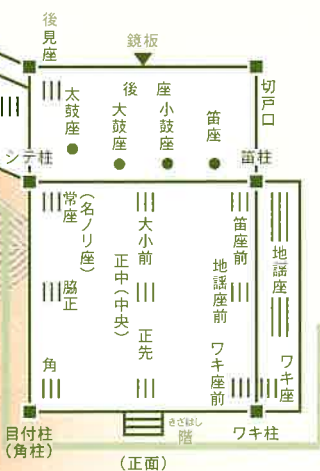 後見座
鏡板
切戸口
後座
太鼓座
大鼓座
小鼓座
笛座
シテ柱
笛柱
常座
(名ノリ座)
大小前
笛座前
地謡座
脇正
正中(中央)
地謡座前
正先
角
ワキ座前
ワキ座
目付柱
(角柱)
きざはし
階
ワキ柱
(正面)